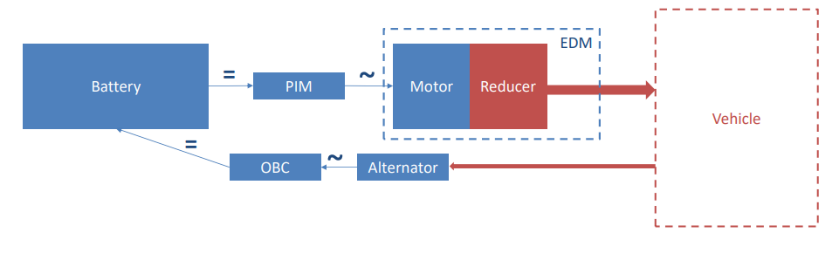 EDM
=
~
Battery
PIM
Motor
Reducer
Vehicle
=
~
OBC
Alternator